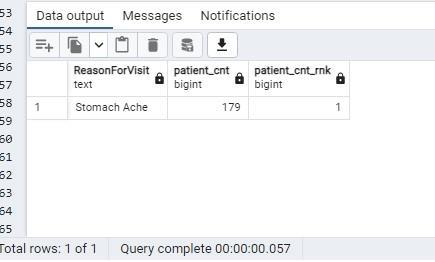 53
54
55
56
57
58
59
60
61
62
63
64
65
Data output Messages Notifications
ReasonForVisit patient_cnt patient_cnt_rnk
text bigint bigint
1 Stomach Ache 179 1
Total rows: 1 of 1 Query complete 00:00:00.057